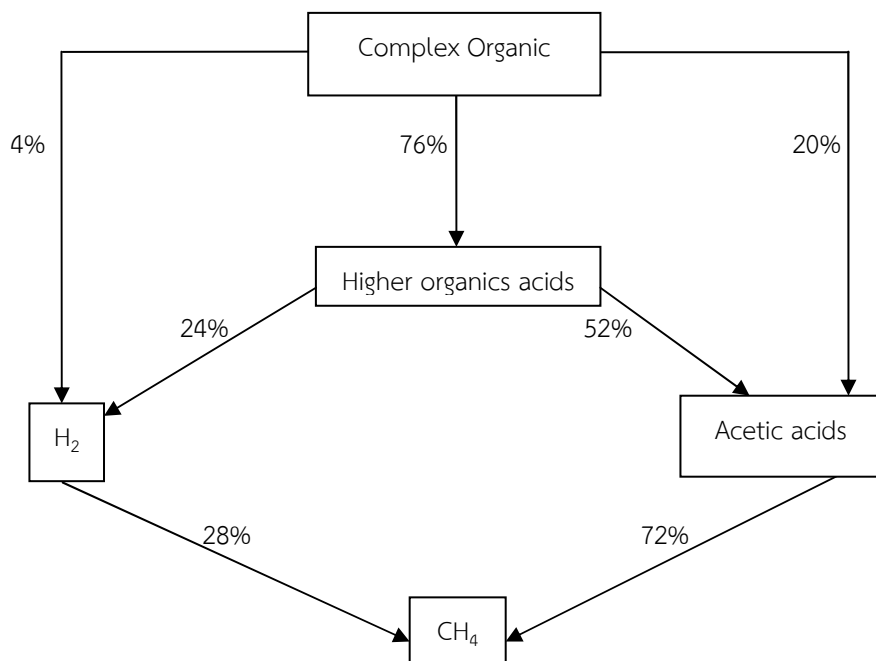 Complex Organic
4%
76%
20%
Higher organics acids
24%
52%
H₂
Acetic acids
28%
72%
CH₄